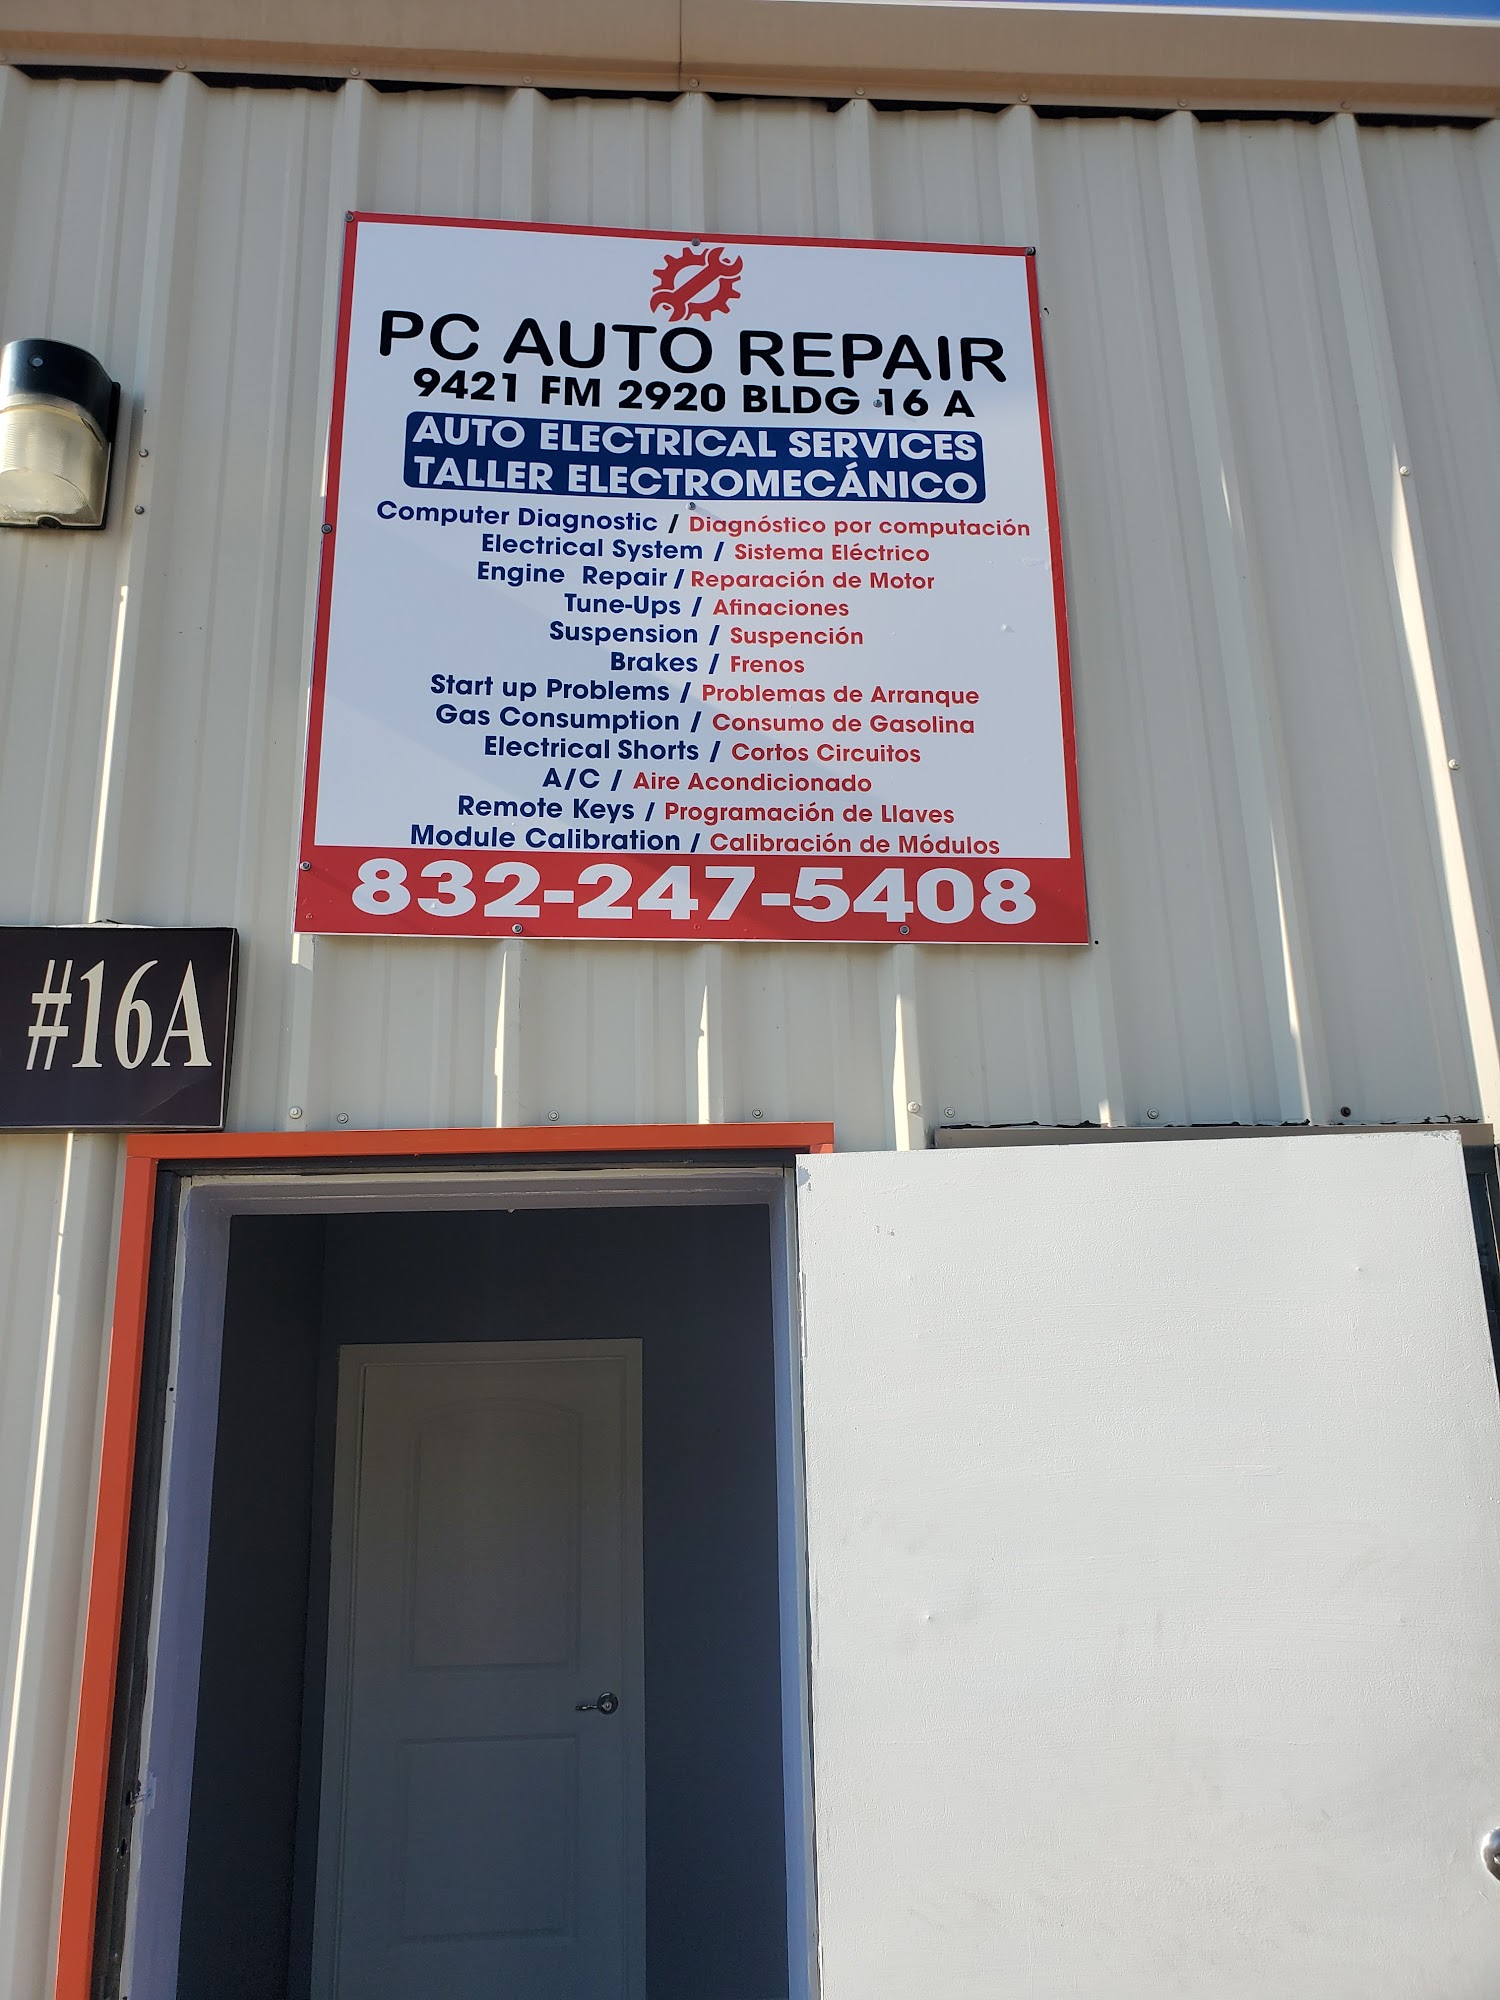 PC AUTO REPAIR
9421 FM 2920 BLDG 16 A
AUTO ELECTRICAL SERVICES
TALLER ELECTROMECÁNICO
Computer Diagnostic / Diagnóstico por computación
Electrical System / Sistema Eléctrico
Engine Repair / Reparación de Motor
Tune-Ups / Afinaciones
Suspension / Suspención
Brakes / Frenos
Start up Problems / Problemas de Arranque
Gas Consumption / Consumo de Gasolina
Electrical Shorts / Cortos Circuitos
A/C / Aire Acondicionado
Remote Keys / Programación de Llaves
Module Calibration / Calibración de Módulos
832-247-5408
#16A